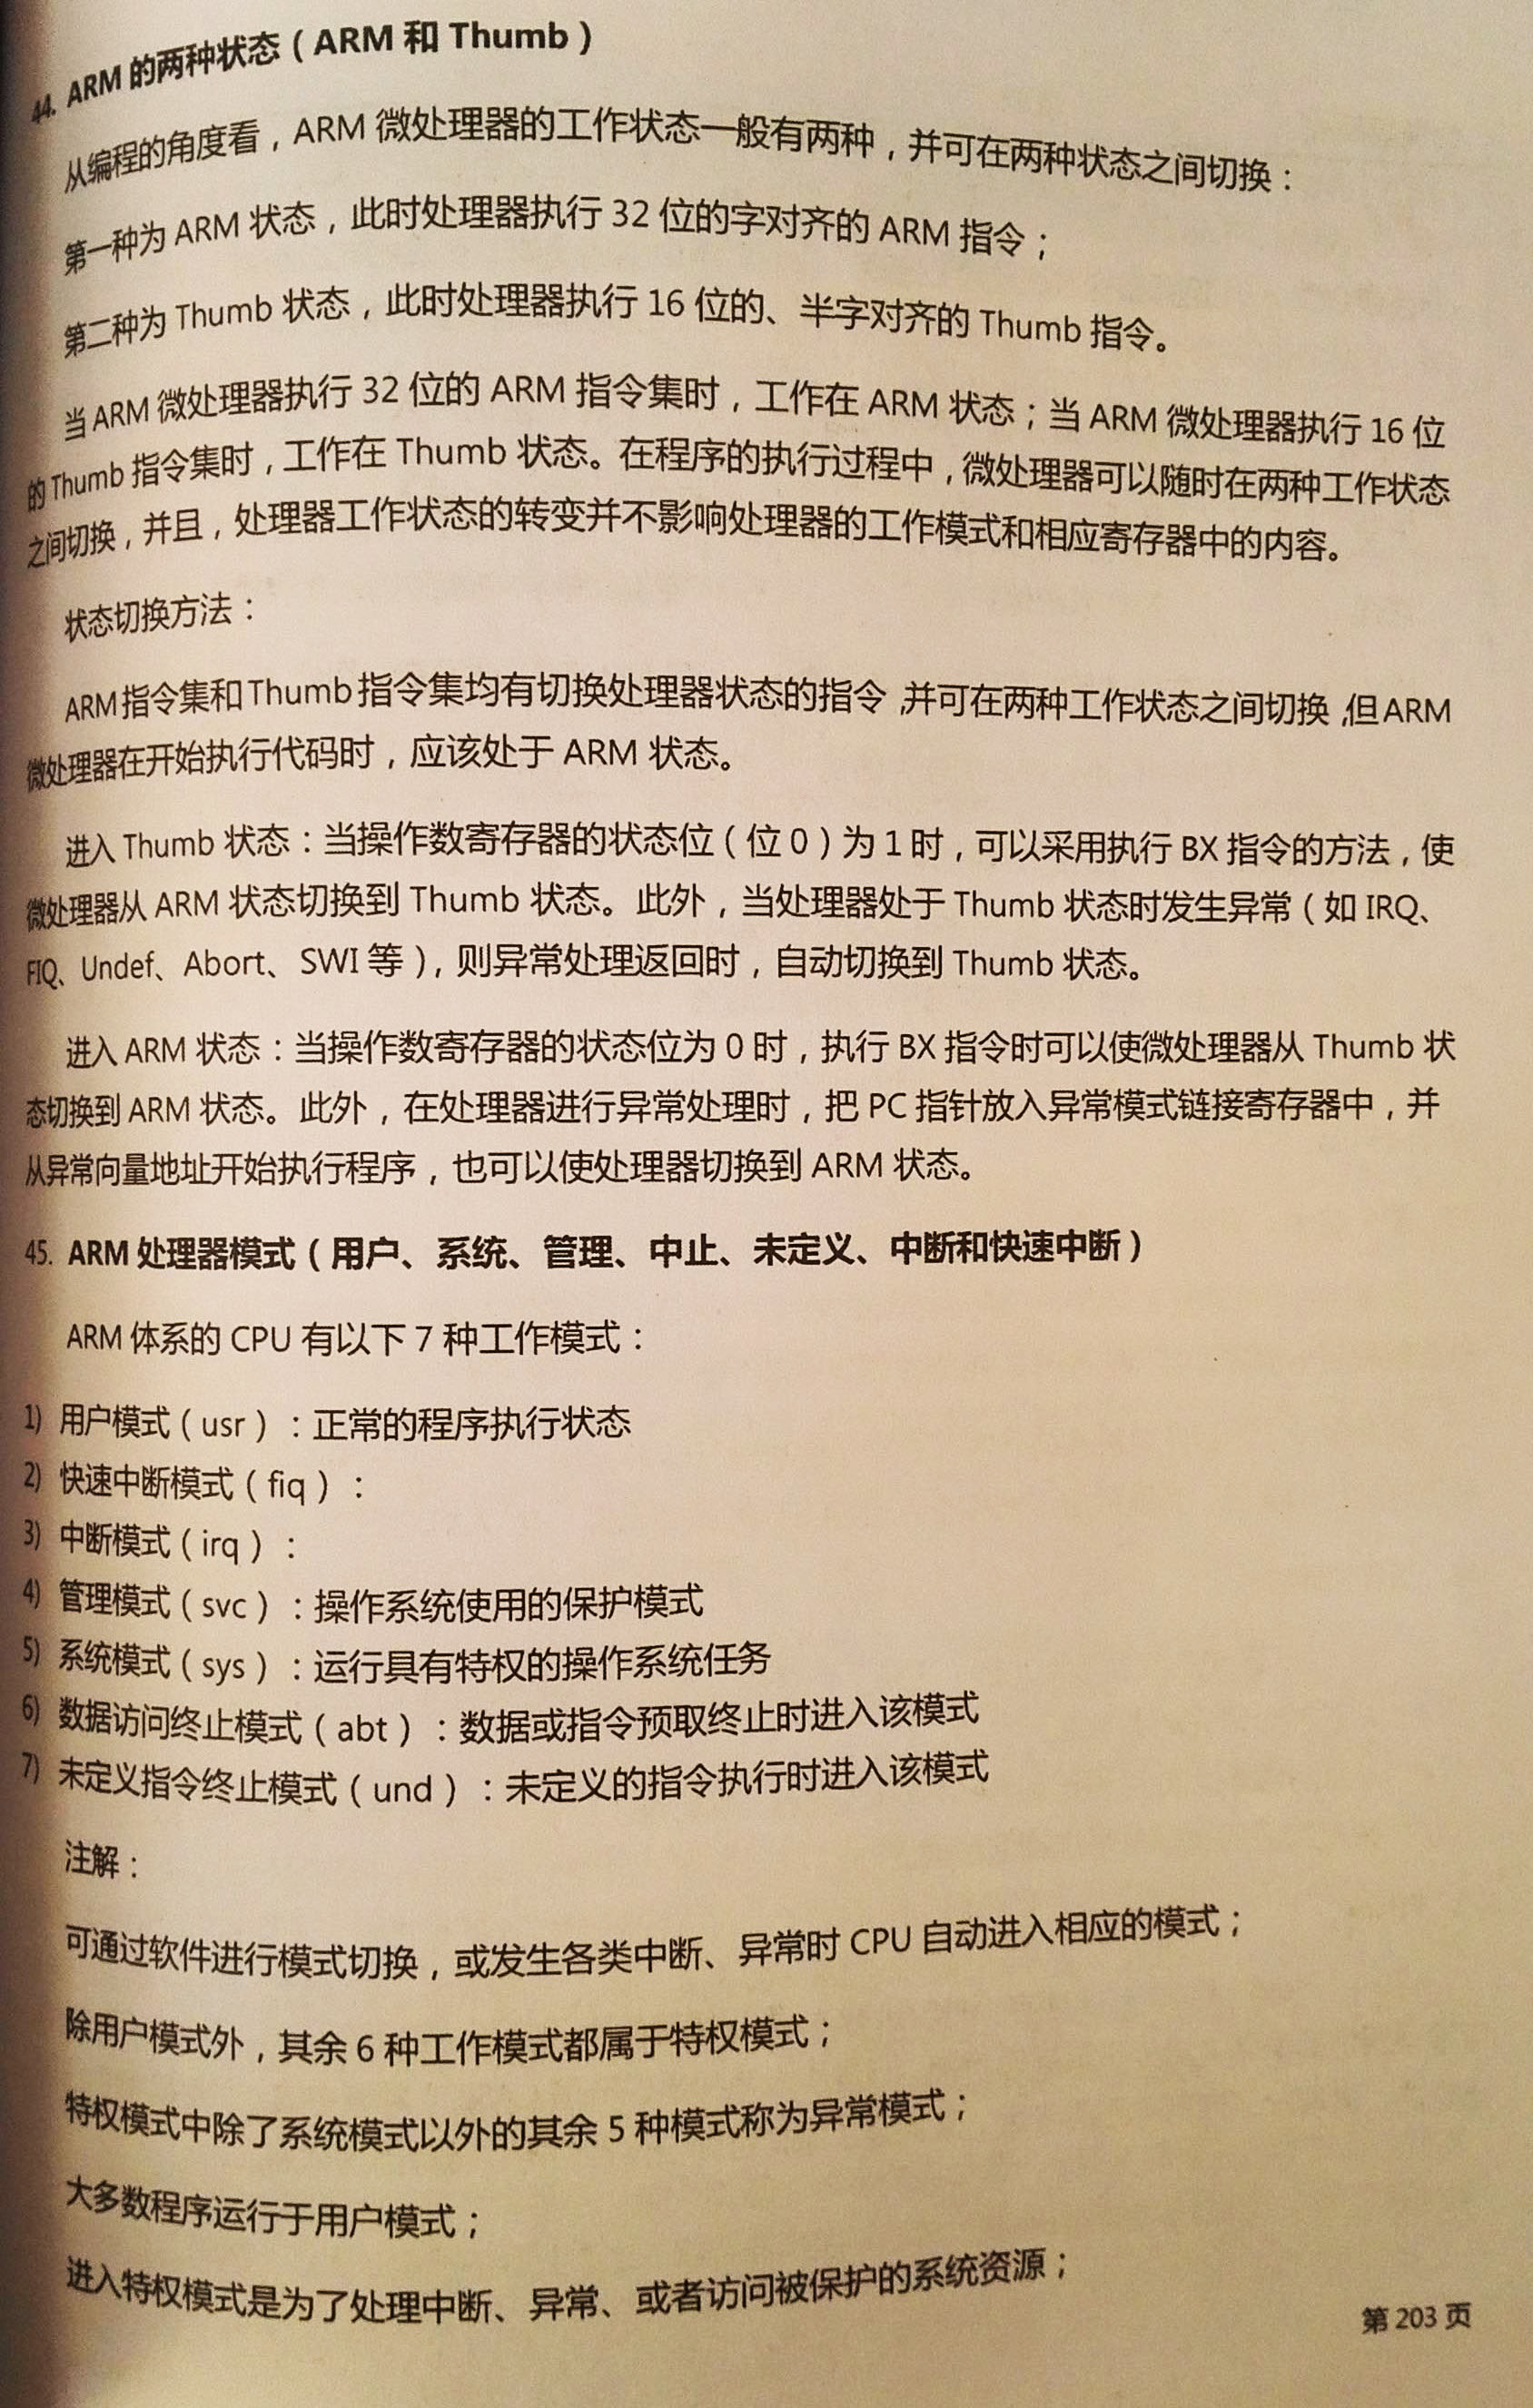 44. ARM 的两种状态（ARM 和 Thumb）
从编程的角度看，ARM 微处理器的工作状态一般有两种，并可在两种状态之间切换：
第一种为 ARM 状态，此时处理器执行 32 位的字对齐的 ARM 指令；
第二种为 Thumb 状态，此时处理器执行 16 位的、半字对齐的 Thumb 指令。
当 ARM 微处理器执行 32 位的 ARM 指令集时，工作在 ARM 状态；当 ARM 微处理器执行 16 位
的 Thumb 指令集时，工作在 Thumb 状态。在程序的执行过程中，微处理器可以随时在两种工作状态
之间切换，并且，处理器工作状态的转变并不影响处理器的工作模式和相应寄存器中的内容。
状态切换方法：
ARM 指令集和 Thumb 指令集均有切换处理器状态的指令，并可在两种工作状态之间切换，但 ARM
微处理器在开始执行代码时，应该处于 ARM 状态。
进入 Thumb 状态：当操作数寄存器的状态位（位 0）为 1 时，可以采用执行 BX 指令的方法，使
微处理器从 ARM 状态切换到 Thumb 状态。此外，当处理器处于 Thumb 状态时发生异常（如 IRQ、
FIQ、Undef、Abort、SWI 等），则异常处理返回时，自动切换到 Thumb 状态。
进入 ARM 状态：当操作数寄存器的状态位为 0 时，执行 BX 指令时可以使微处理器从 Thumb 状
态切换到 ARM 状态。此外，在处理器进行异常处理时，把 PC 指针放入异常模式链接寄存器中，并
从异常向量地址开始执行程序，也可以使处理器切换到 ARM 状态。
45. ARM 处理器模式（用户、系统、管理、中止、未定义、中断和快速中断）
ARM 体系的 CPU 有以下 7 种工作模式：
1) 用户模式（usr）：正常的程序执行状态
2) 快速中断模式（fiq）：
3) 中断模式（irq）：
4) 管理模式（svc）：操作系统使用的保护模式
5) 系统模式（sys）：运行具有特权的操作系统任务
6) 数据访问终止模式（abt）：数据或指令预取终止时进入该模式
7) 未定义指令终止模式（und）：未定义的指令执行时进入该模式
注解：
可通过软件进行模式切换，或发生各类中断、异常时 CPU 自动进入相应的模式；
除用户模式外，其余 6 种工作模式都属于特权模式；
特权模式中除了系统模式以外的其余 5 种模式称为异常模式；
大多数程序运行于用户模式；
进入特权模式是为了处理中断、异常、或者访问被保护的系统资源；
第 203 页